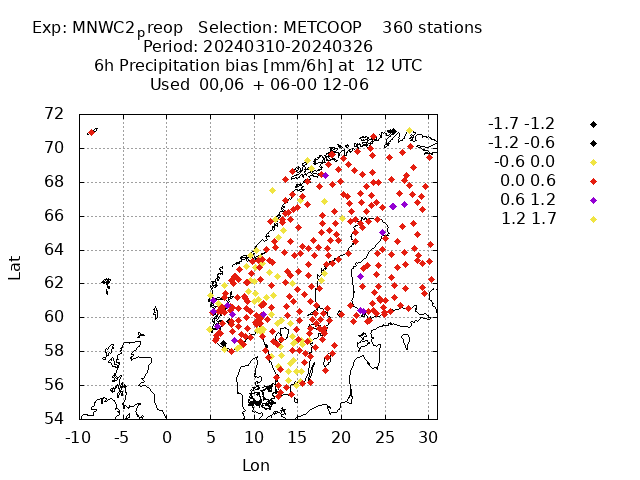 Exp: MNWC2preop Selection: METCOOP 360 stations
Period: 20240310-20240326
6h Precipitation bias [mm/6h] at 12 UTC
Used 00,06 + 06-00 12-06
-1.7 -1.2
-1.2 -0.6
-0.6 0.0
0.0 0.6
0.6 1.2
1.2 1.7
72
70
68
66
64
62
60
58
56
54
Lat
-10 -5 0 5 10 15 20 25 30
Lon